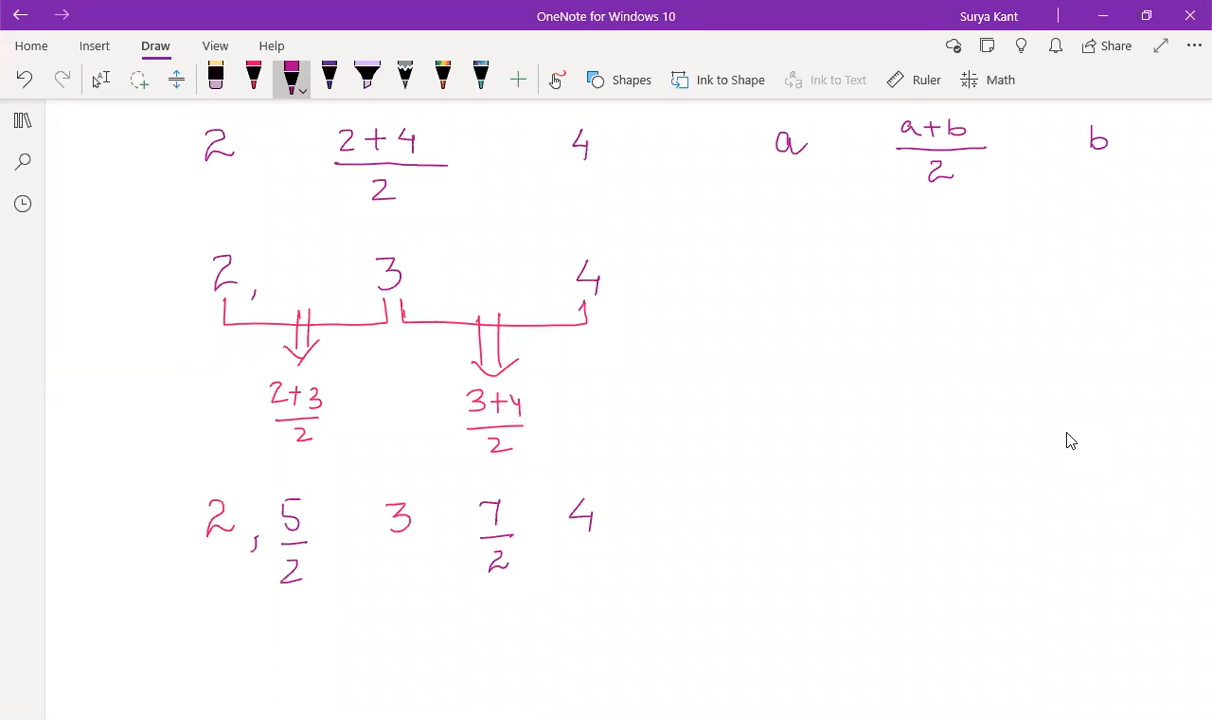 OneNote for Windows 10 Surya Kant
Home Insert Draw View Help Share
Shapes Ink to Shape Ink to Text Ruler Math
2 (2+4)/2 4 a (a+b)/2 b
2, 3 4
(2+3)/2 (3+4)/2
2, 5/2 3 7/2 4